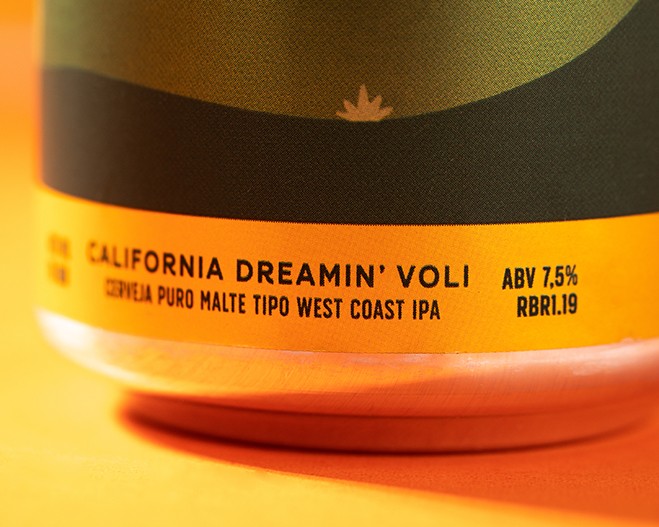 CALIFORNIA DREAMIN' VOLI
CERVEJA PURO MALTE TIPO WEST COAST IPA
ABV 7,5%
RBR1.19